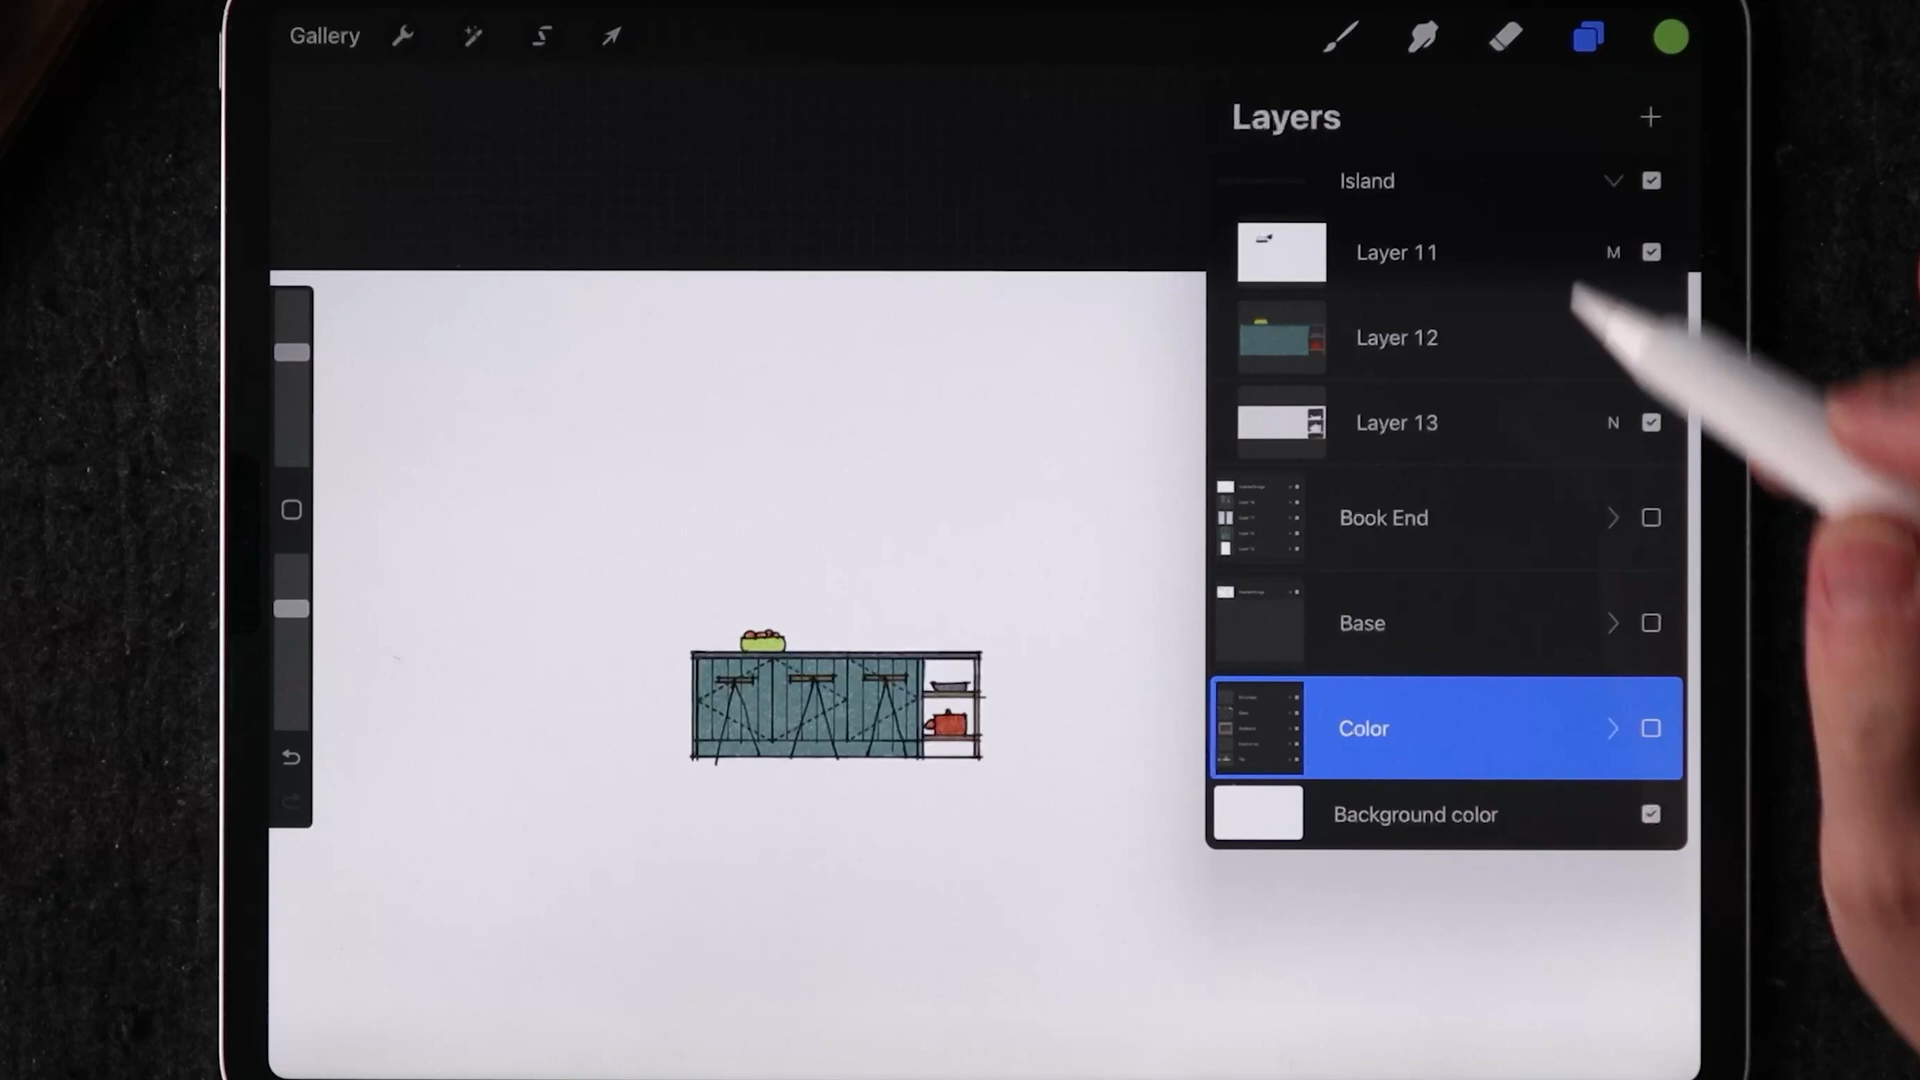 Gallery
Layers
Island
Layer 11 M
Layer 12
Layer 13 N
Book End
Base
Color
Background color